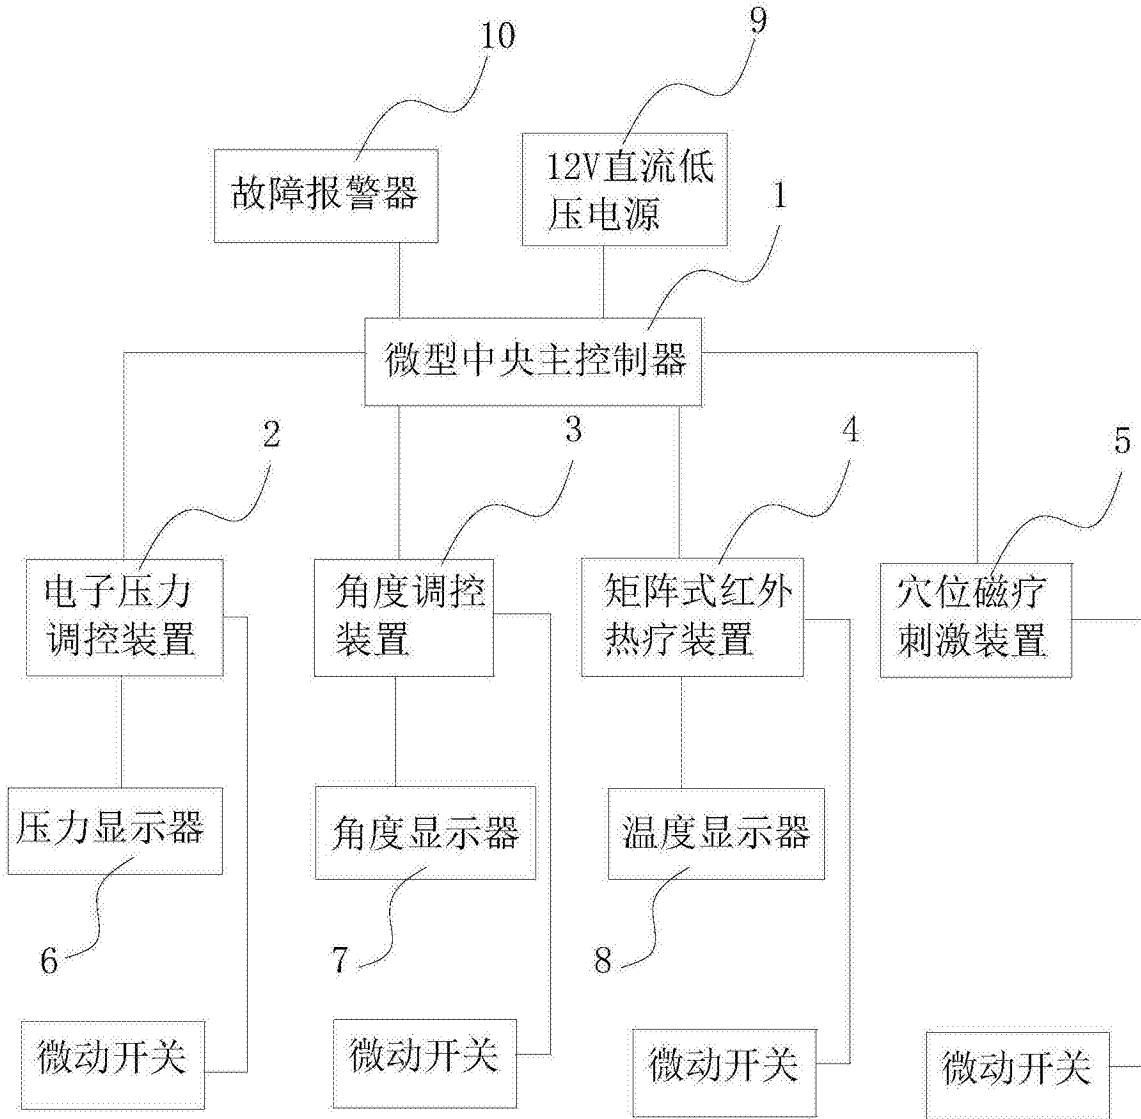 10
9
故障报警器
12V直流低
压电源
1
微型中央主控制器
2
3
4
5
电子压力
调控装置
角度调控
装置
矩阵式红外
热疗装置
穴位磁疗
刺激装置
压力显示器
角度显示器
温度显示器
6
7
8
微动开关
微动开关
微动开关
微动开关